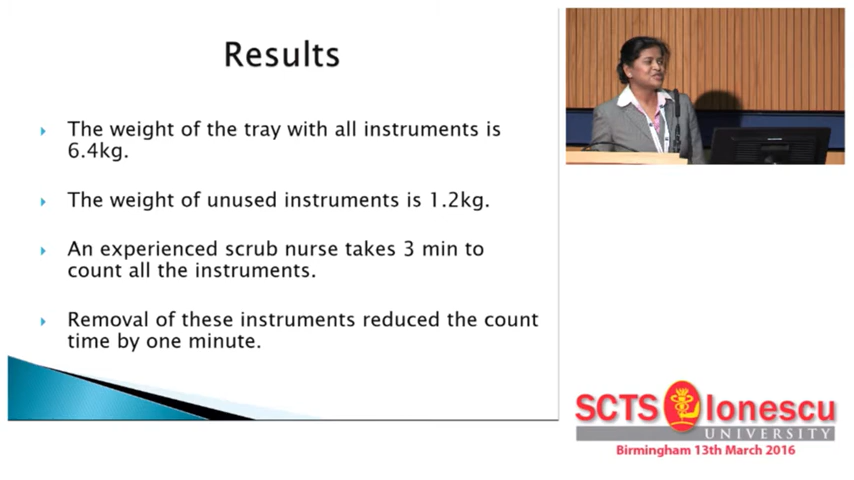 Results
The weight of the tray with all instruments is
6.4kg.
The weight of unused instruments is 1.2kg.
An experienced scrub nurse takes 3 min to
count all the instruments.
Removal of these instruments reduced the count
time by one minute.
SCTS Ionescu
UNIVERSITY
Birmingham 13th March 2016